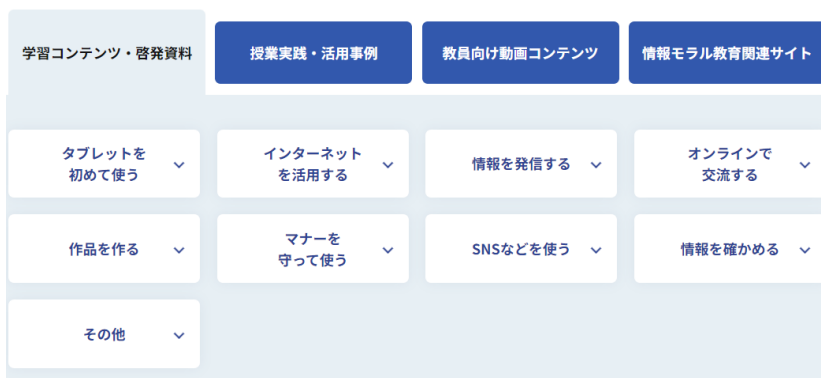 学習コンテンツ・啓発資料
授業実践・活用事例
教員向け動画コンテンツ
情報モラル教育関連サイト
タブレットを
初めて使う
インターネット
を活用する
情報を発信する
オンラインで
交流する
作品を作る
マナーを
守って使う
SNSなどを使う
情報を確かめる
その他